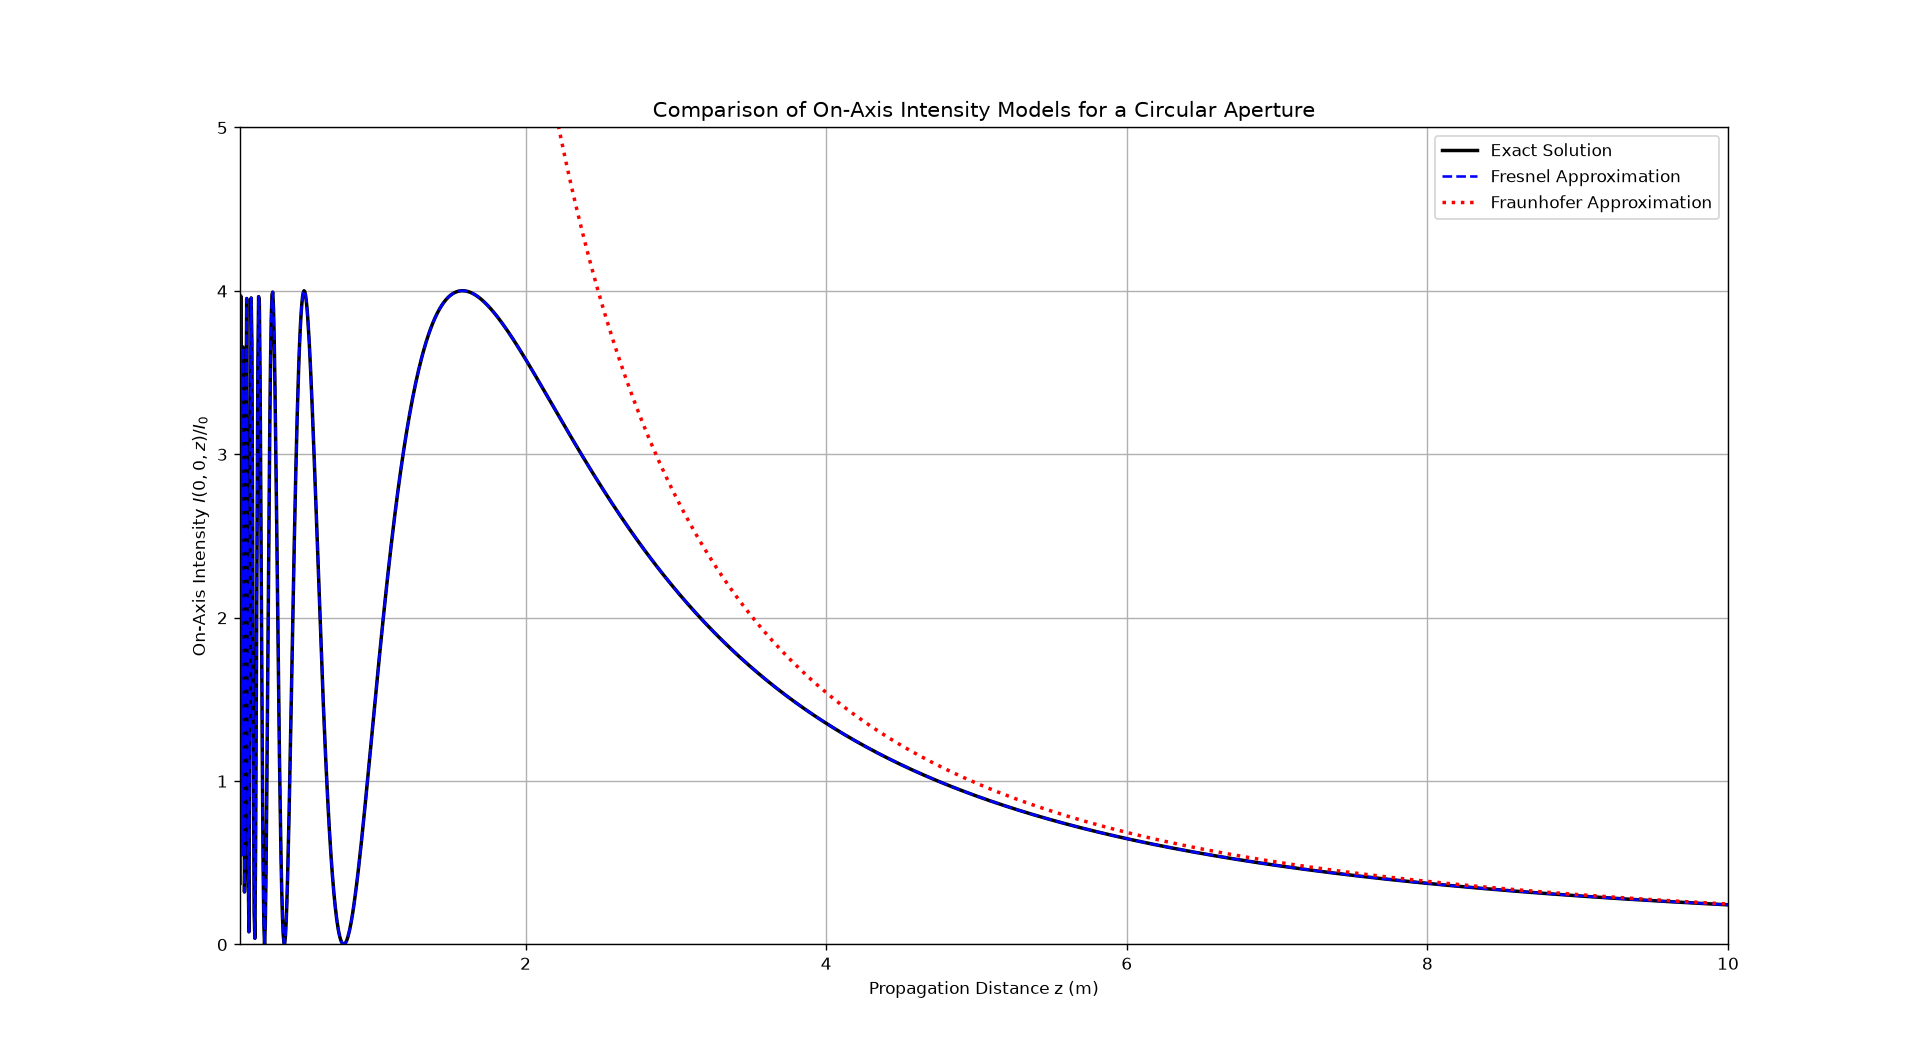 Comparison of On-Axis Intensity Models for a Circular Aperture
5
4
3
2
1
0
On-Axis Intensity I(0, 0, z)/I₀
Exact Solution
Fresnel Approximation
Fraunhofer Approximation
2 4 6 8 10
Propagation Distance z (m)